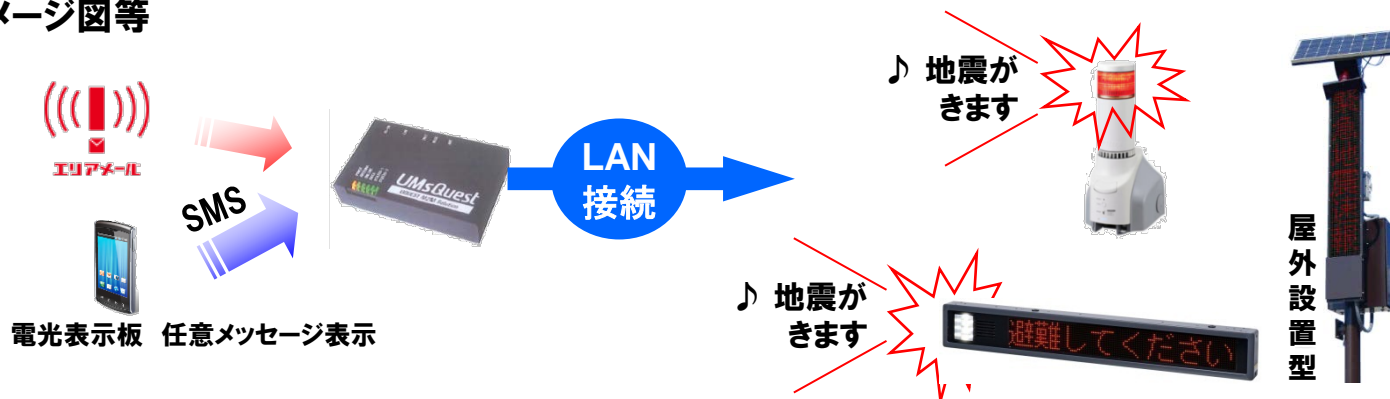 メージ図等
エリアメール
SMS
電光表示板 任意メッセージ表示
UMsQuest
LAN
接続
♪ 地震が
きます
♪ 地震が
きます
避難してください
屋外設置型